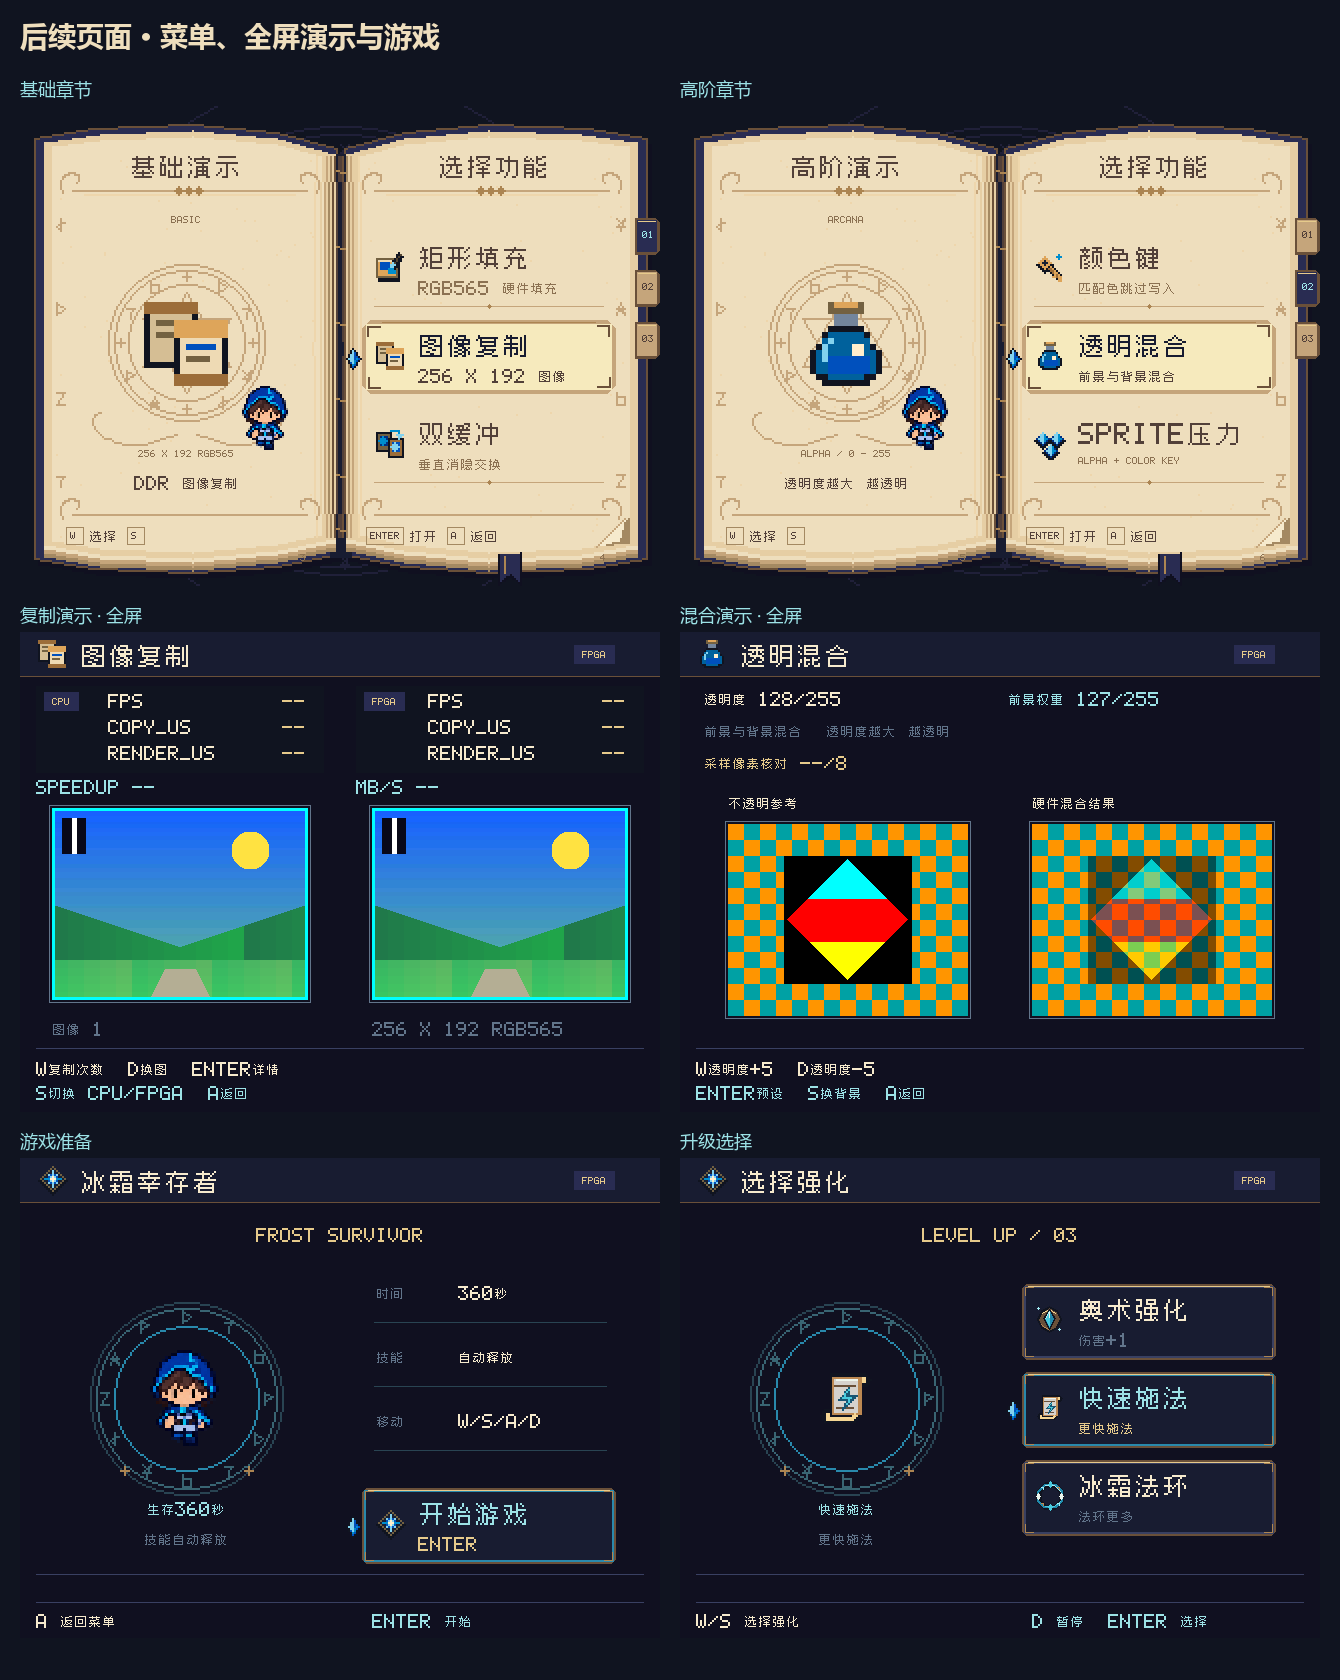 后续页面 · 菜单、全屏演示与游戏
基础章节
基础演示
BASIC
256 X 192 RGB565
DDR 图像复制
W 选择 S
选择功能
矩形填充
RGB565 硬件填充
图像复制
256 X 192 图像
双缓冲
垂直消隐交换
ENTER 打开 A 返回
01
02
03
高阶章节
高阶演示
ARCANA
ALPHA / 0 - 255
透明度越大 越透明
W 选择 S
选择功能
颜色键
匹配色跳过写入
透明混合
前景与背景混合
SPRITE压力
ALPHA + COLOR KEY
ENTER 打开 A 返回
01
02
03
复制演示 · 全屏
图像复制
FPGA
CPU FPS --
COPY_US --
RENDER_US --
SPEEDUP --
FPGA FPS --
COPY_US --
RENDER_US --
MB/S --
图像 1
256 X 192 RGB565
W复制次数 D换图 ENTER详情
S切换 CPU/FPGA A返回
混合演示 · 全屏
透明混合
FPGA
透明度 128/255
前景权重 127/255
前景与背景混合 透明度越大 越透明
采样像素核对 --/8
不透明参考
硬件混合结果
W透明度+5 D透明度-5
ENTER预设 S换背景 A返回
游戏准备
冰霜幸存者
FPGA
FROST SURVIVOR
时间 360秒
技能 自动释放
移动 W/S/A/D
生存360秒
技能自动释放
开始游戏
ENTER
A 返回菜单
ENTER 开始
升级选择
选择强化
FPGA
LEVEL UP / 03
快速施法
更快施法
奥术强化
伤害+1
快速施法
更快施法
冰霜法环
法环更多
W/S 选择强化
D 暂停 ENTER 选择